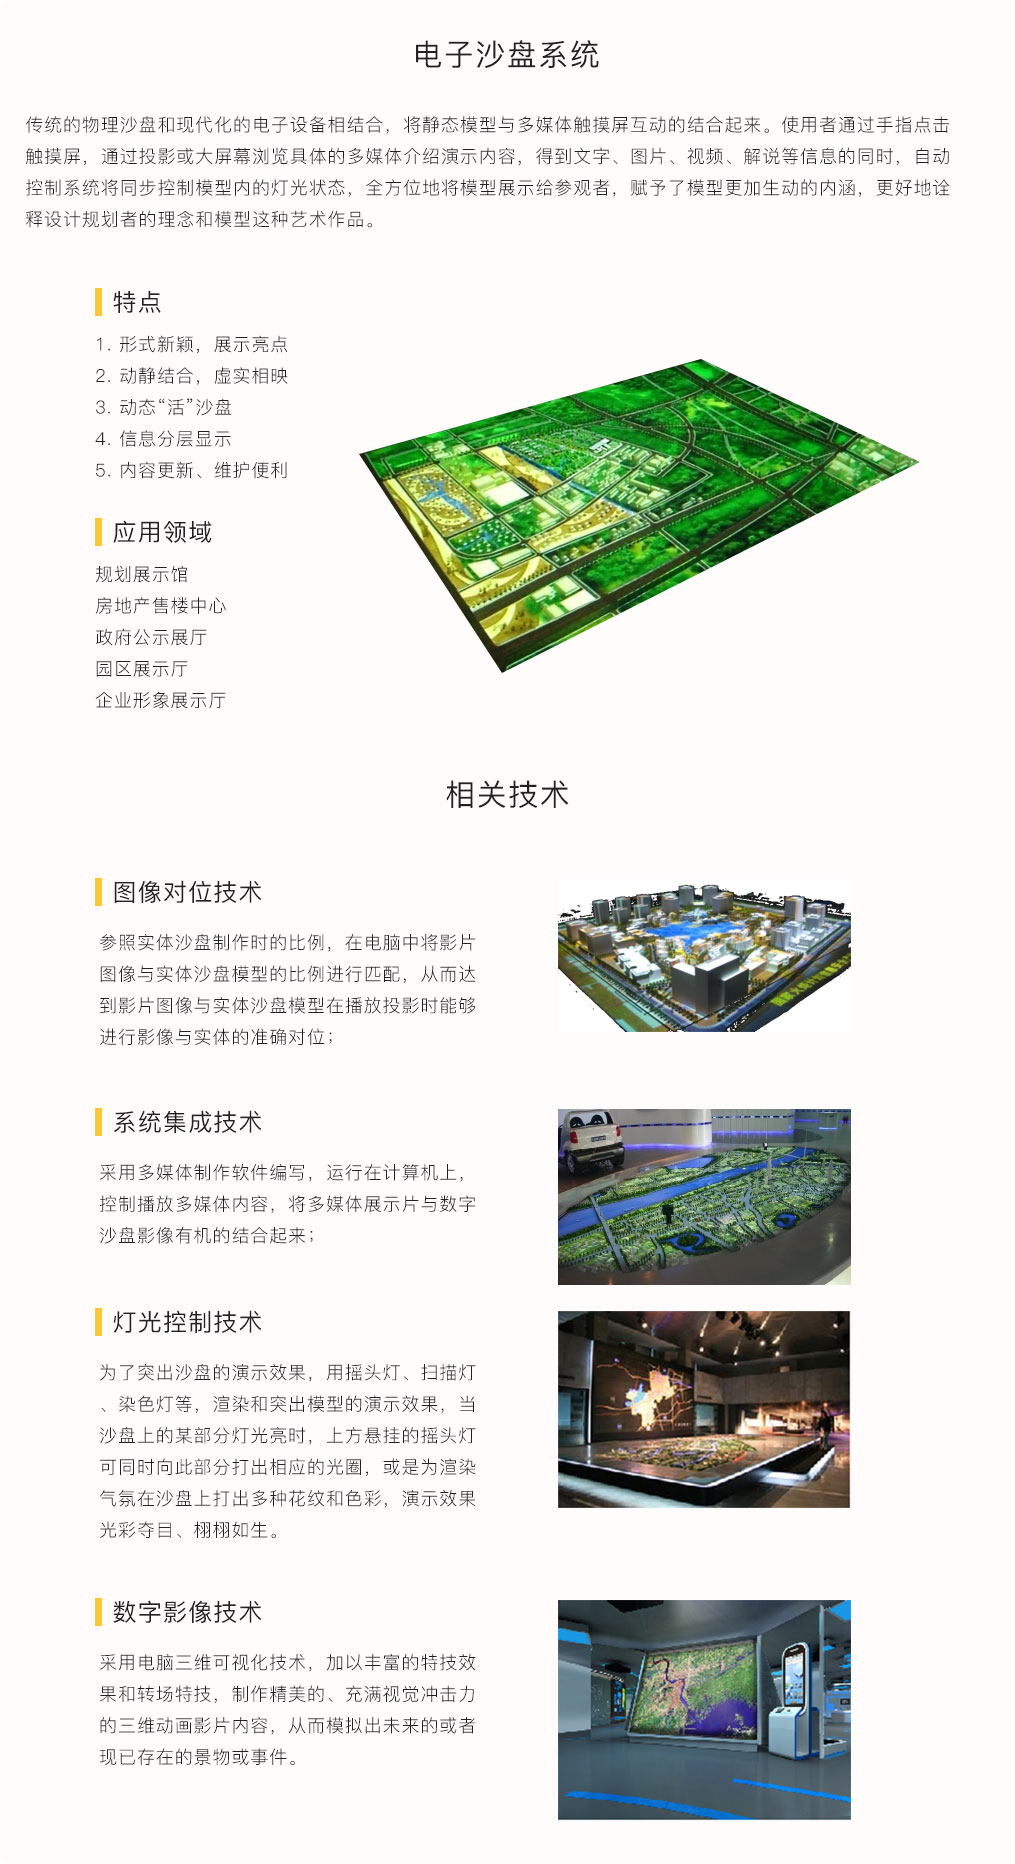 电子沙盘系统
传统的物理沙盘和现代化的电子设备相结合，将静态模型与多媒体触摸屏互动的结合起来。使用者通过手指点击
触摸屏，通过投影或大屏幕浏览具体的多媒体介绍演示内容，得到文字、图片、视频、解说等信息的同时，自动
控制系统将同步控制模型内的灯光状态，全方位地将模型展示给参观者，赋予了模型更加生动的内涵，更好地诠
释设计规划者的理念和模型这种艺术作品。
特点
1. 形式新颖，展示亮点
2. 动静结合，虚实相映
3. 动态“活”沙盘
4. 信息分层显示
5. 内容更新、维护便利
应用领域
规划展示馆
房地产售楼中心
政府公示展厅
园区展示厅
企业形象展示厅
相关技术
图像对位技术
参照实体沙盘制作时的比例，在电脑中将影片
图像与实体沙盘模型的比例进行匹配，从而达
到影片图像与实体沙盘模型在播放投影时能够
进行影像与实体的准确对位；
系统集成技术
采用多媒体制作软件编写，运行在计算机上，
控制播放多媒体内容，将多媒体展示片与数字
沙盘影像有机的结合起来；
灯光控制技术
为了突出沙盘的演示效果，用摇头灯、扫描灯
、染色灯等，渲染和突出模型的演示效果，当
沙盘上的某部分灯光亮时，上方悬挂的摇头灯
可同时向此部分打出相应的光圈，或是为渲染
气氛在沙盘上打出多种花纹和色彩，演示效果
光彩夺目、栩栩如生。
数字影像技术
采用电脑三维可视化技术，加以丰富的特技效
果和转场特技，制作精美的、充满视觉冲击力
的三维动画影片内容，从而模拟出未来的或者
现已存在的景物或事件。